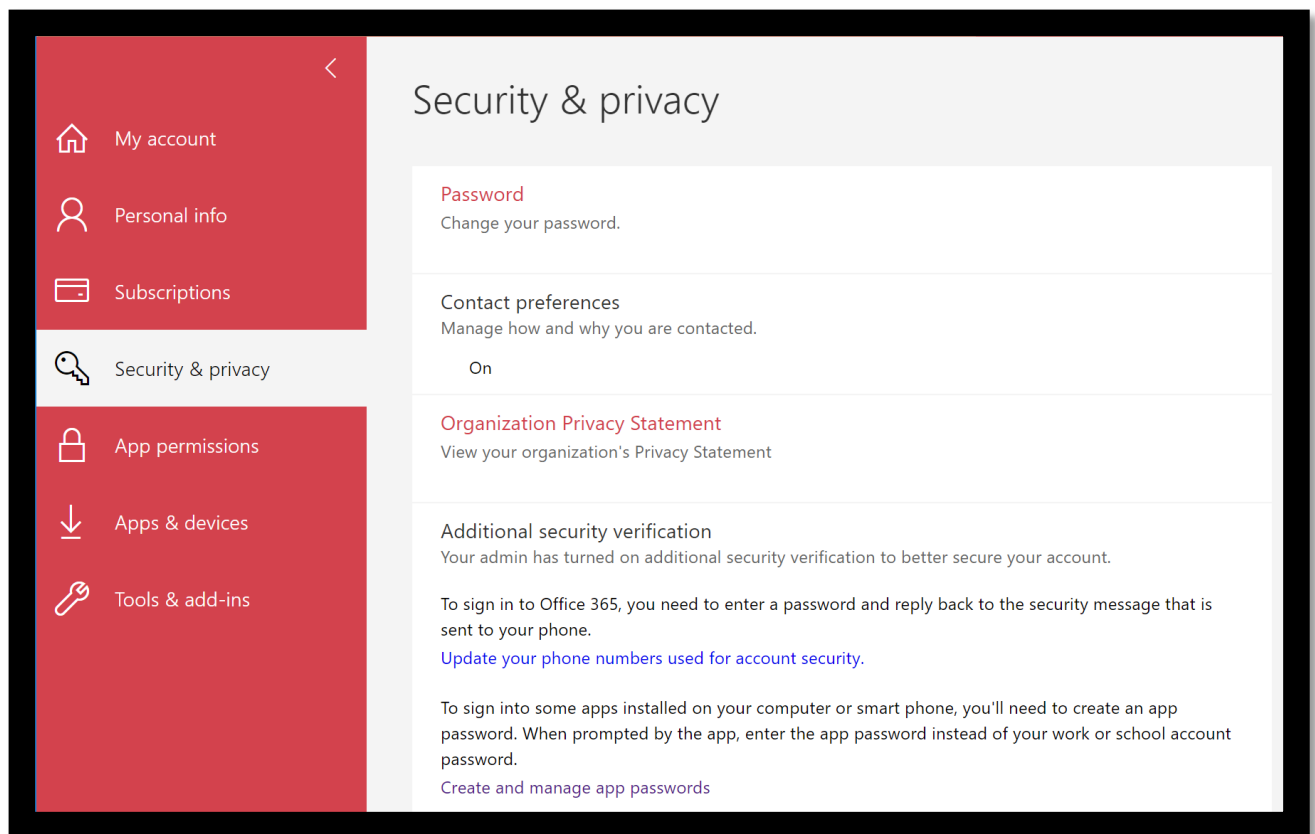 My account
Personal info
Subscriptions
Security & privacy
App permissions
Apps & devices
Tools & add-ins
Security & privacy
Password
Change your password.
Contact preferences
Manage how and why you are contacted.
On
Organization Privacy Statement
View your organization's Privacy Statement
Additional security verification
Your admin has turned on additional security verification to better secure your account.
To sign in to Office 365, you need to enter a password and reply back to the security message that is
sent to your phone.
Update your phone numbers used for account security.
To sign into some apps installed on your computer or smart phone, you'll need to create an app
password. When prompted by the app, enter the app password instead of your work or school account
password.
Create and manage app passwords